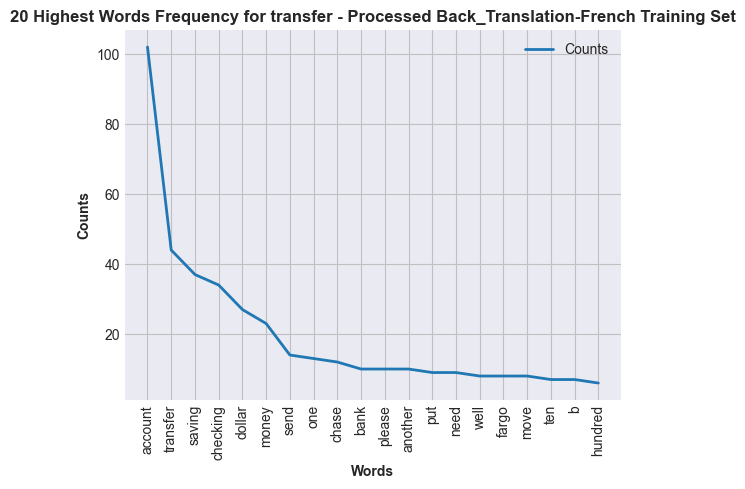 20 Highest Words Frequency for transfer - Processed Back_Translation-French Training Set
Counts
100
80
60
40
20
Counts
account
transfer
saving
checking
dollar
money
send
one
chase
bank
please
another
put
need
well
fargo
move
ten
b
hundred
Words